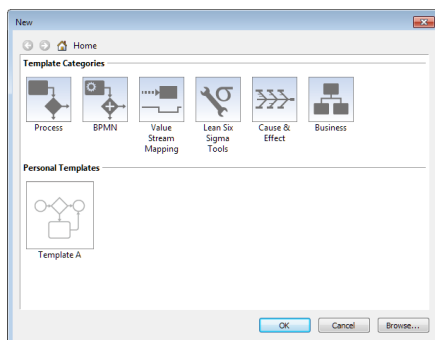 New
Home
Template Categories
Process
BPMN
Value
Stream
Mapping
Lean Six
Sigma
Tools
Cause &
Effect
Business
Personal Templates
Template A
OK
Cancel
Browse...